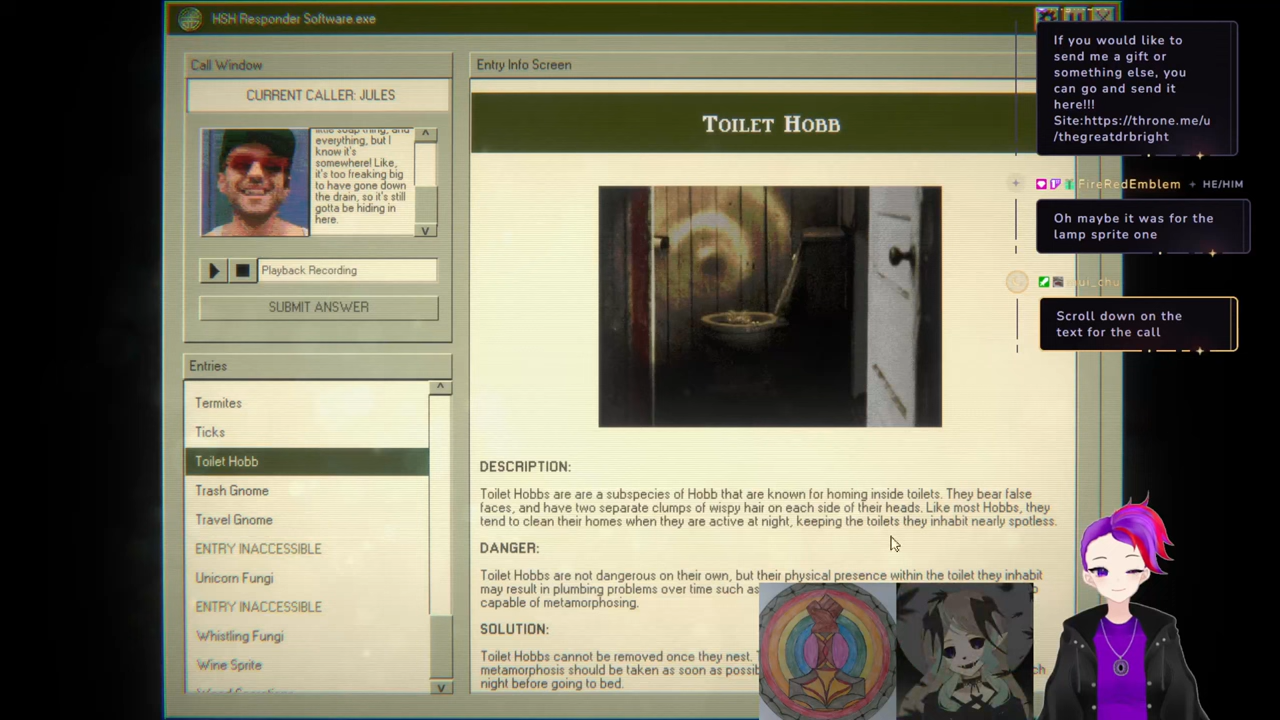 HSH Responder Software.exe
Call Window
CURRENT CALLER: JULES
little soap thing, and
everything, but I
know it's
somewhere! Like,
it's too freaking big
to have gone down
the drain, so it's still
gotta be hiding in
here.
Playback Recording
SUBMIT ANSWER
Entries
Termites
Ticks
Toilet Hobb
Trash Gnome
Travel Gnome
ENTRY INACCESSIBLE
Unicorn Fungi
ENTRY INACCESSIBLE
Whistling Fungi
Wine Sprite
Entry Info Screen
TOILET HOBB
DESCRIPTION:
Toilet Hobbs are are a subspecies of Hobb that are known for homing inside toilets. They bear false
faces, and have two separate clumps of wispy hair on each side of their heads. Like most Hobbs, they
tend to clean their homes when they are active at night, keeping the toilets they inhabit nearly spotless.
DANGER:
Toilet Hobbs are not dangerous on their own, but their physical presence within the toilet they inhabit
may result in plumbing problems over time such as
capable of metamorphosing.
SOLUTION:
Toilet Hobbs cannot be removed once they nest.
metamorphosis should be taken as soon as
night before going to bed.
If you would like to
send me a gift or
something else, you
can go and send it
here!!!
Site:https://throne.me/u
/thegreatdrbright
FireRedEmblem + HE/HIM
Oh maybe it was for the
lamp sprite one
Scroll down on the
text for the call